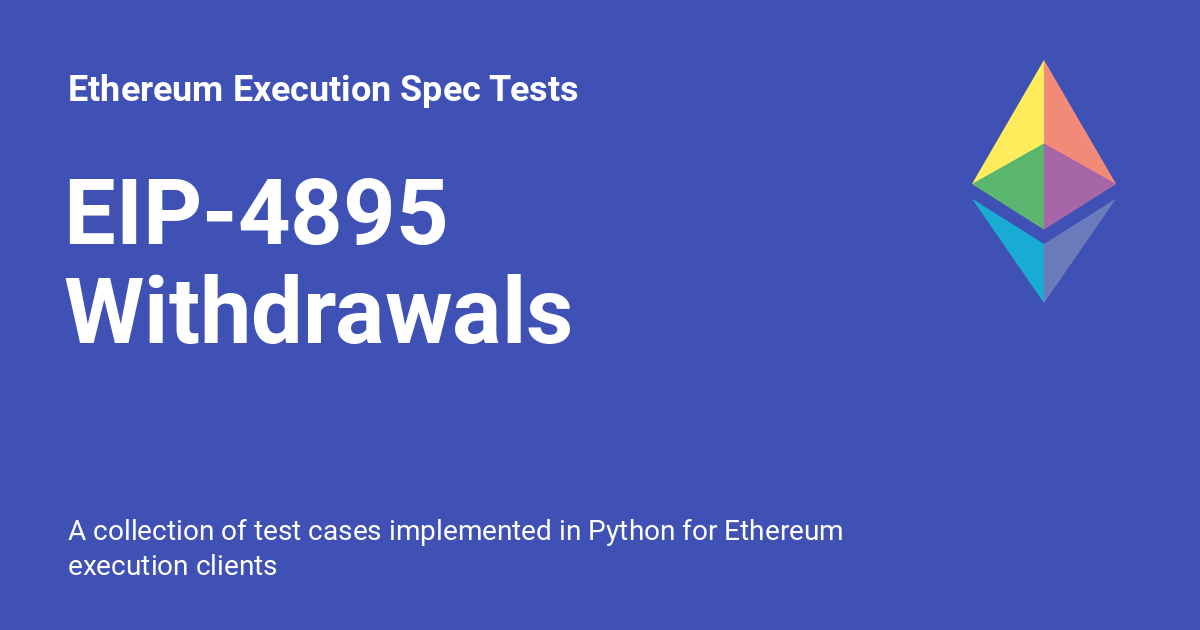 Ethereum Execution Spec Tests
EIP-4895
Withdrawals
A collection of test cases implemented in Python for Ethereum
execution clients